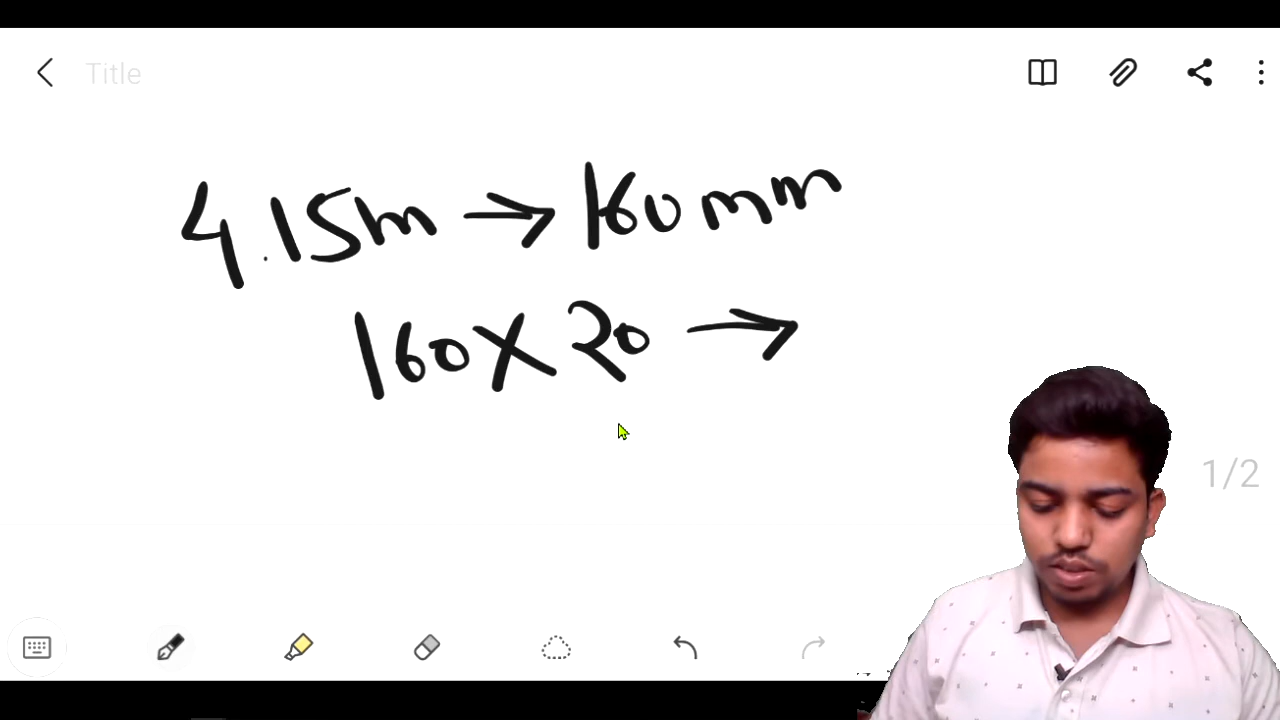 Title
4.15m → 160mm
160 X 20 →
1/2